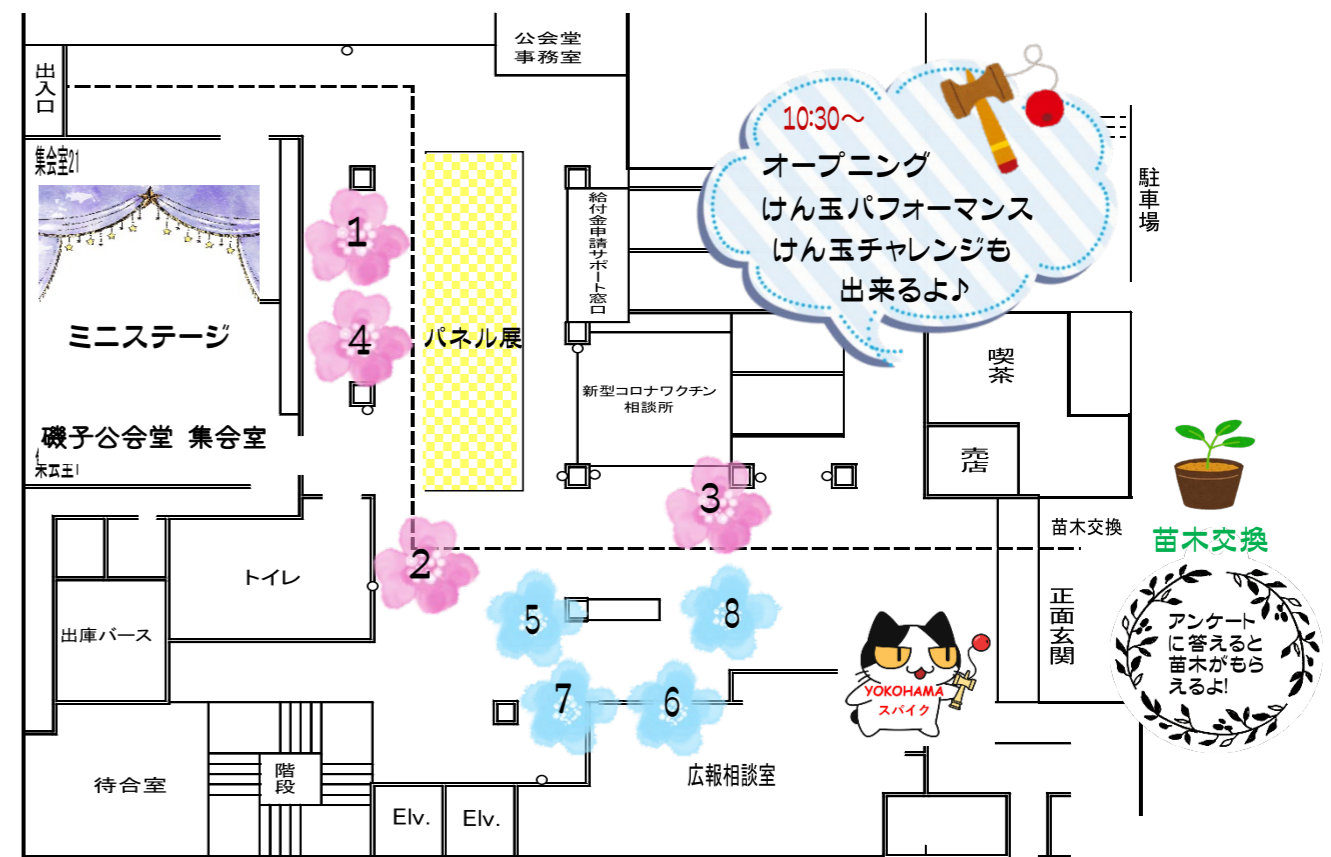 公会堂
事務室
出入口
集会室21
ミニステージ
磯子公会堂 集会室
1
4
パネル展
給付金申請サポート窓口
新型コロナワクチン
相談所
10:30～
オープニング
けん玉パフォーマンス
けん玉チャレンジも
出来るよ♪
駐車場
喫茶
売店
苗木交換
苗木交換
アンケート
に答えると
苗木がもら
えるよ!
正面玄関
3
2
トイレ
出庫バース
5
8
7
6
YOKOHAMA
スパイク
広報相談室
待合室
階段
Elv.
Elv.